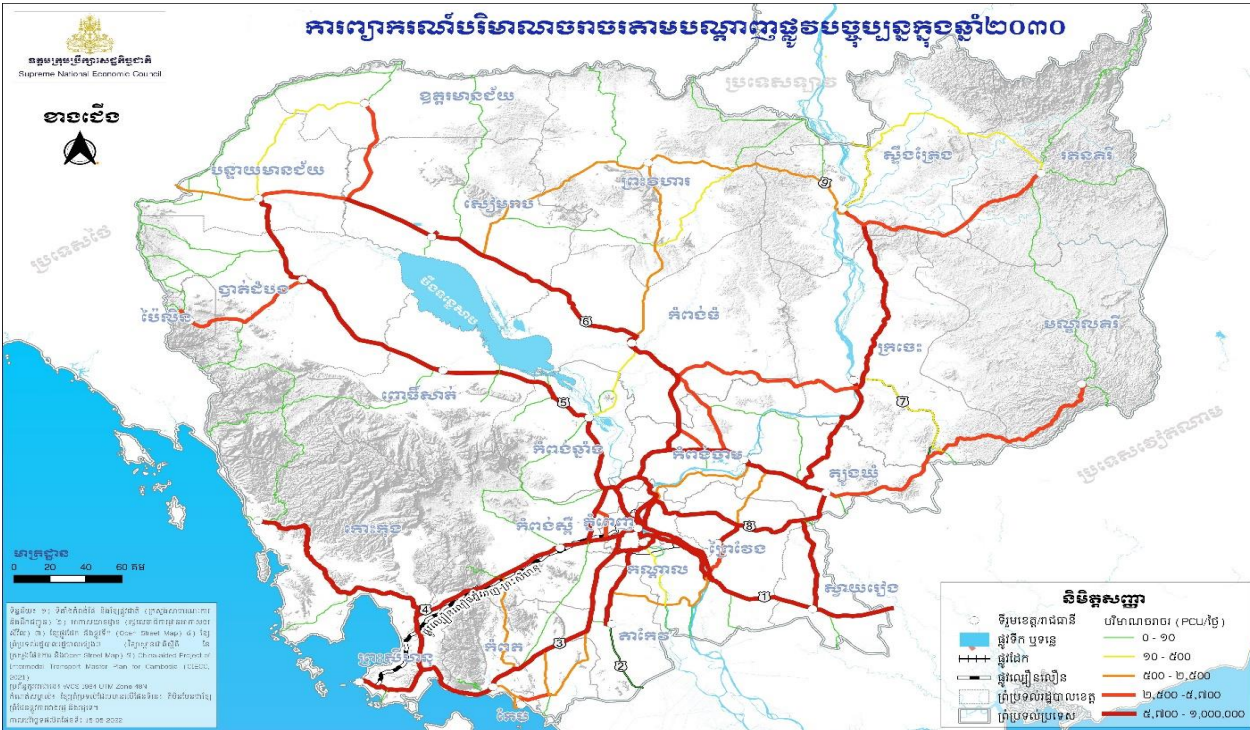 ការព្យាករណ៍បរិមាណចរាចរតាមបណ្តាញផ្លូវបច្ចុប្បន្នក្នុងឆ្នាំ២០៣០
ឧត្តមក្រុមប្រឹក្សាសេដ្ឋកិច្ចជាតិ
Supreme National Economic Council
ខាងជើង
ប្រទេសឡាវ
ឧត្តរមានជ័យ
ស្ទឹងត្រែង
រតនគិរី
បន្ទាយមានជ័យ
ព្រះវិហារ
9
សៀមរាប
ប្រទេសថៃ
បឹងទន្លេសាប
បាត់ដំបង
ប៉ៃលិន
6
កំពង់ធំ
មណ្ឌលគិរី
ក្រចេះ
ពោធិ៍សាត់
5
7
ប្រទេសវៀតណាម
កំពង់ឆ្នាំង
កំពង់ចាម
ត្បូងឃ្មុំ
កោះកុង
កំពង់ស្ពឺ
ភ្នំពេញ
8
ព្រៃវែង
កណ្តាល
ស្វាយរៀង
1
4
3
តាកែវ
2
ព្រះសីហនុ
កំពត
កែប
មាត្រដ្ឋាន
0 20 40 60 គម
និមិត្តសញ្ញា
ទីរួមខេត្ត/រាជធានី
ផ្លូវទឹក ឬទន្លេ
ផ្លូវដែក
ផ្លូវល្បឿនលឿន
ព្រំប្រទល់រដ្ឋបាលខេត្ត
ព្រំប្រទល់ប្រទេស
បរិមាណចរាចរ (PCU/ថ្ងៃ)
0 - ១០
១០ - ៥០០
៥០០ - ២,៥០០
២,៥០០ - ៥,៧០០
៥,៧០០ - ១,០០០,០០០